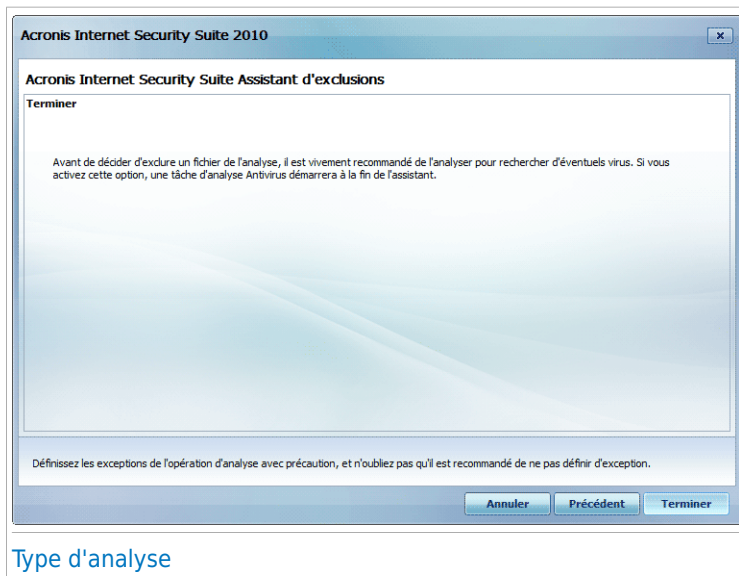 Acronis Internet Security Suite 2010
Acronis Internet Security Suite Assistant d'exclusions
Terminer
Avant de décider d'exclure un fichier de l'analyse, il est vivement recommandé de l'analyser pour rechercher d'éventuels virus. Si vous
activez cette option, une tâche d'analyse Antivirus démarrera à la fin de l'assistant.
Définissez les exceptions de l'opération d'analyse avec précaution, et n'oubliez pas qu'il est recommandé de ne pas définir d'exception.
Annuler Précédent Terminer
Type d'analyse